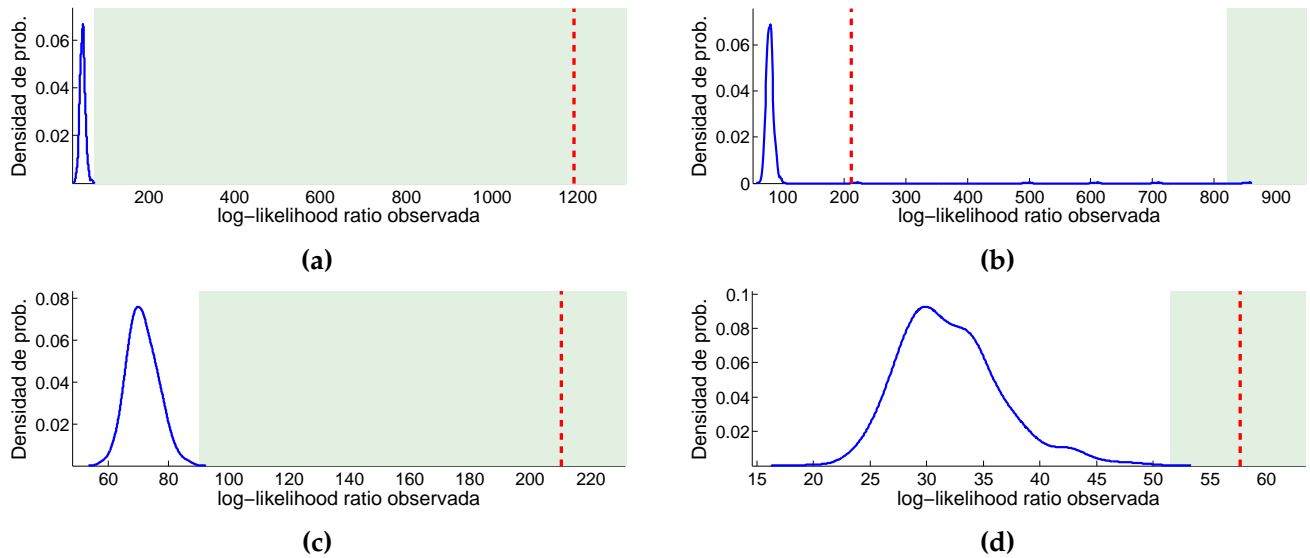 Densidad de prob.
0.06
0.04
0.02
200 400 600 800 1000 1200
log−likelihood ratio observada
(a)
Densidad de prob.
0.06
0.04
0.02
0
100 200 300 400 500 600 700 800 900
log−likelihood ratio observada
(b)
Densidad de prob.
0.08
0.06
0.04
0.02
60 80 100 120 140 160 180 200 220
log−likelihood ratio observada
(c)
Densidad de prob.
0.1
0.08
0.06
0.04
0.02
15 20 25 30 35 40 45 50 55 60
log−likelihood ratio observada
(d)